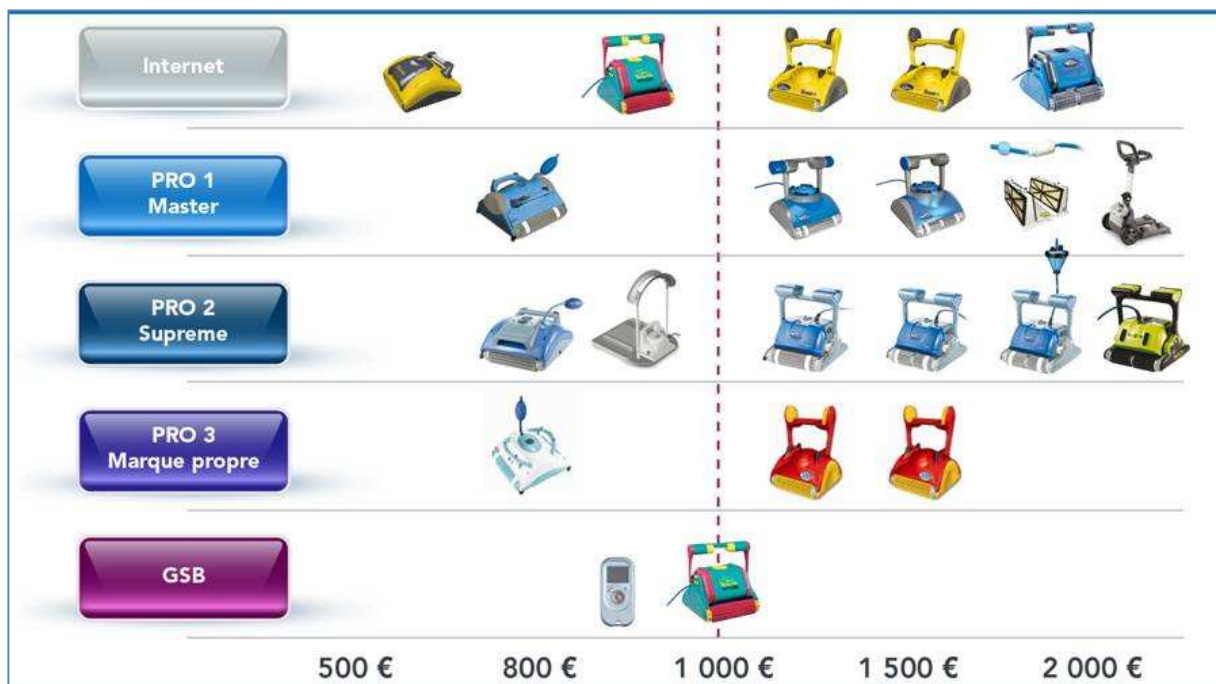 Internet
PRO 1
Master
PRO 2
Supreme
PRO 3
Marque propre
GSB
500 €
800 €
1 000 €
1 500 €
2 000 €